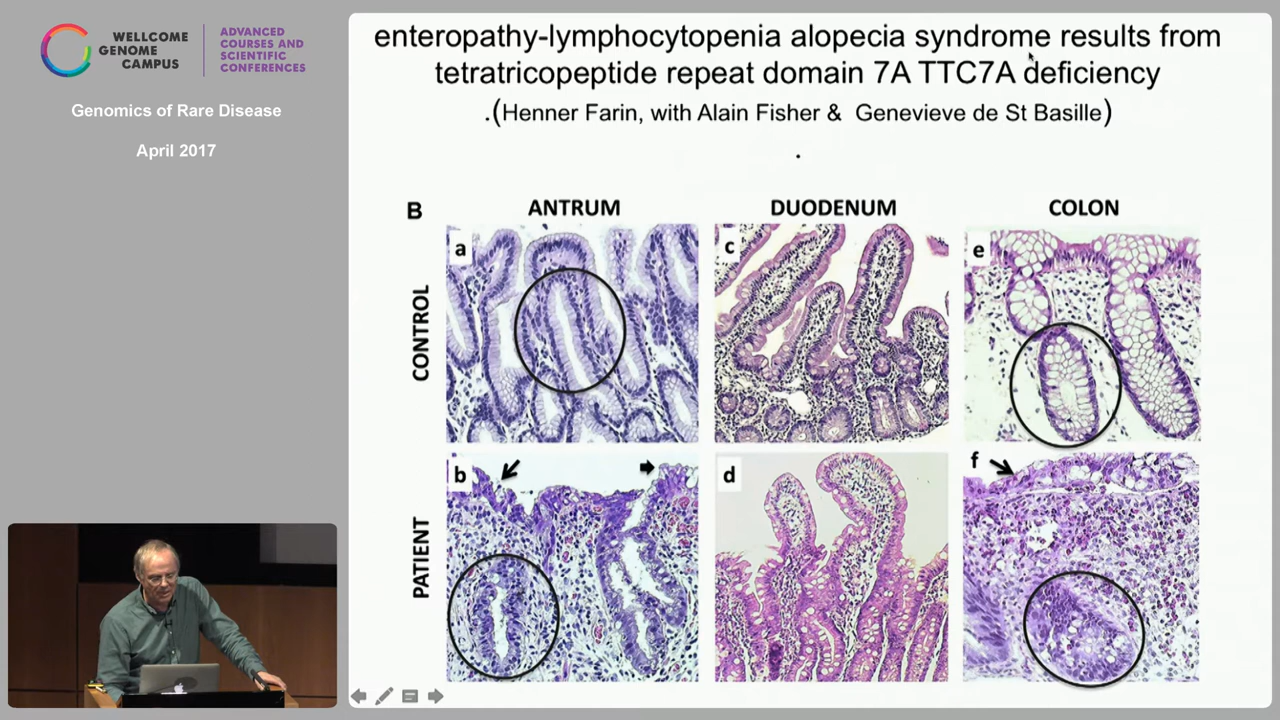 WELLCOME
GENOME
CAMPUS
ADVANCED
COURSES AND
SCIENTIFIC
CONFERENCES
Genomics of Rare Disease
April 2017
enteropathy-lymphocytopenia alopecia syndrome results from
tetratricopeptide repeat domain 7A TTC7A deficiency
.(Henner Farin, with Alain Fisher & Genevieve de St Basille)
.
B
ANTRUM
DUODENUM
COLON
CONTROL
a
c
e
PATIENT
b
d
f